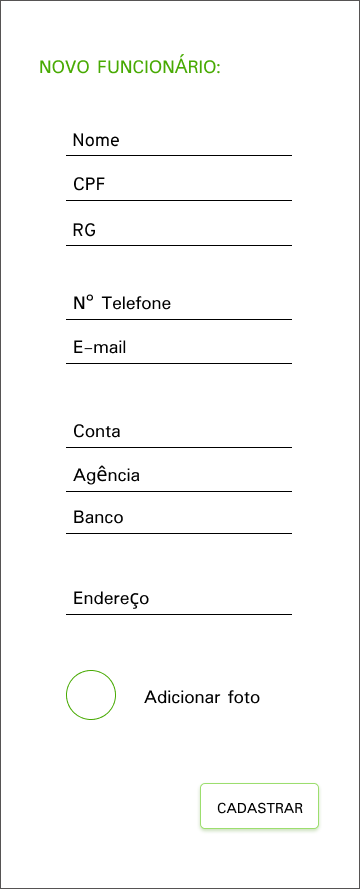 NOVO FUNCIONÁRIO:
Nome
CPF
RG
Nº Telefone
E-mail
Conta
Agência
Banco
Endereço
Adicionar foto
CADASTRAR